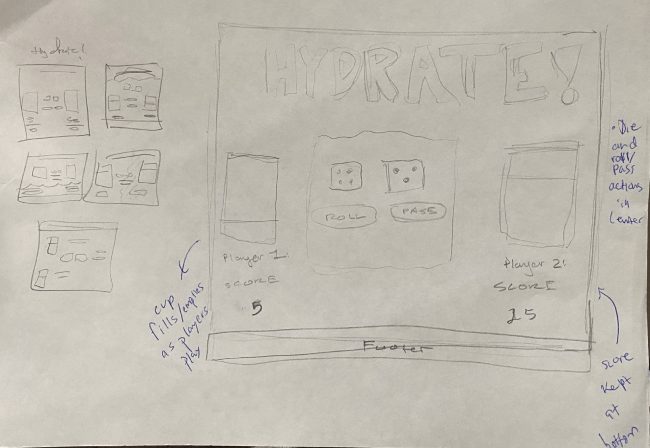 Hydrate!
HYDRATE!
ROLL
PASS
Player 1:
SCORE
5
Player 2:
SCORE
15
Footer
cup
fills/empties
as players
play
• Die
and
roll/
pass
actions
in
center
score
kept
at
bottom